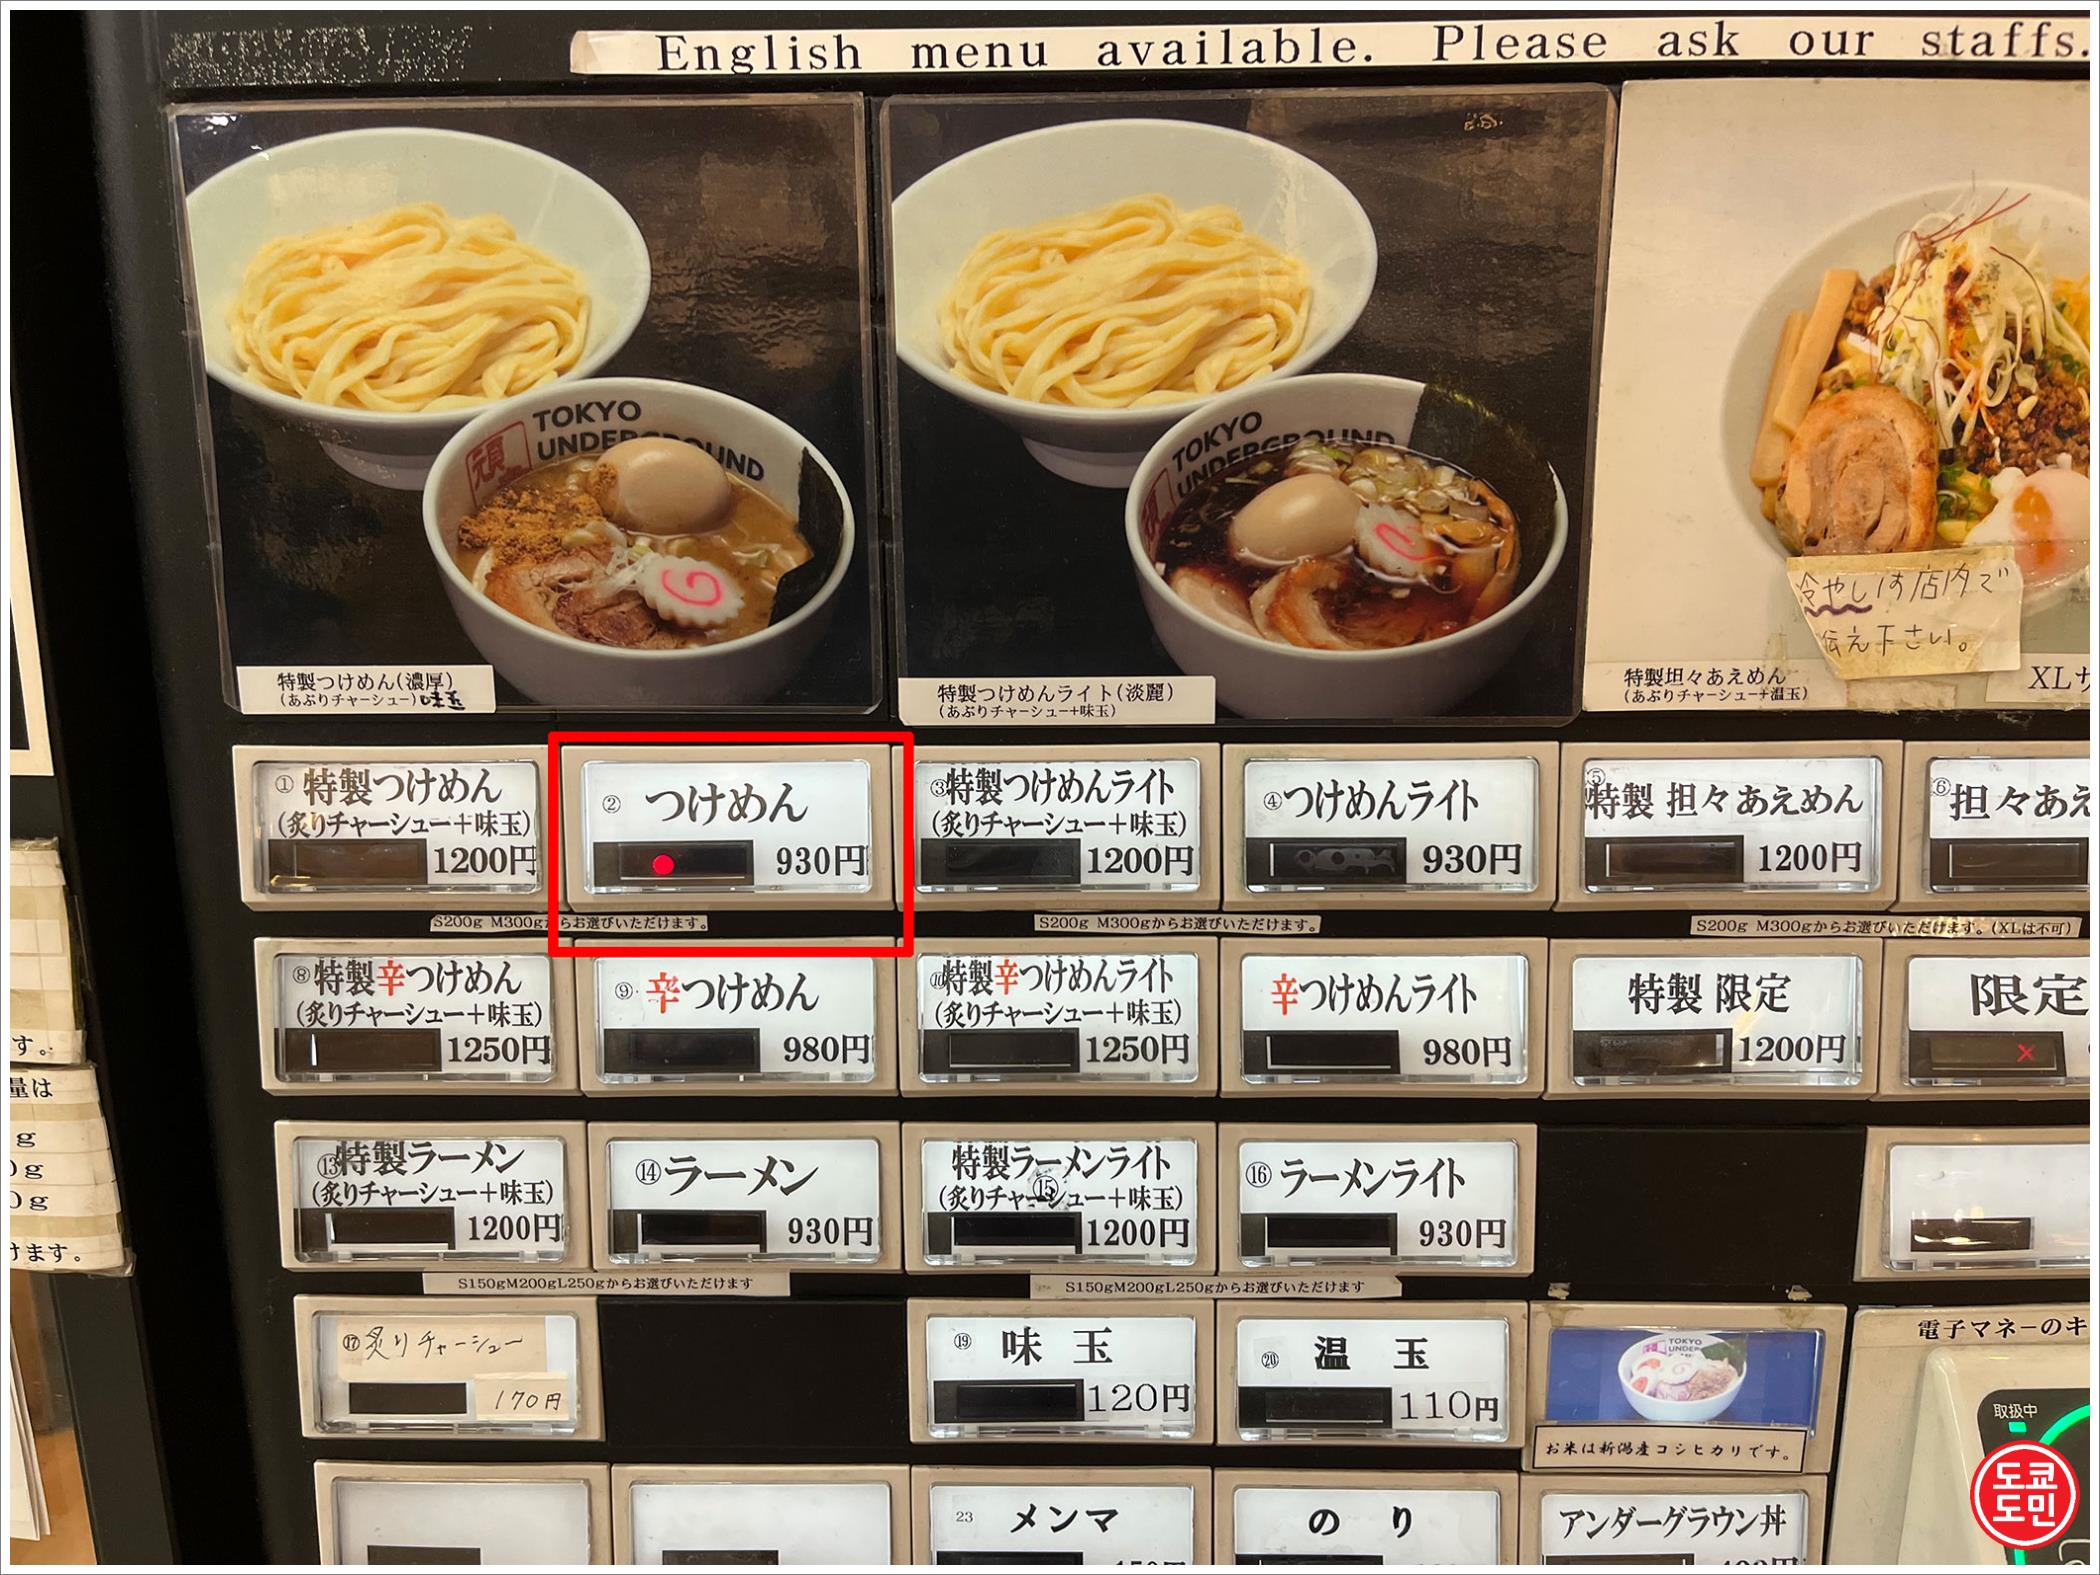 English menu available. Please ask our staffs.
TOKYO
UNDERGROUND
TOKYO
UNDERGROUND
冷やしは店内で
伝え下さい。
特製つけめん(濃厚)
(あぶりチャーシュー)味玉
特製つけめんライト(淡麗)
(あぶりチャーシュー+味玉)
特製坦々あえめん
(あぶりチャーシュー+温玉)
XLサ
①特製つけめん
(炙りチャーシュー+味玉)
1200円
② つけめん
930円
③特製つけめんライト
(炙りチャーシュー+味玉)
1200円
④つけめんライト
930円
⑤特製 担々あえめん
1200円
⑥担々あえ
S200g M300gからお選びいただけます。
S200g M300gからお選びいただけます。
S200g M300gからお選びいただけます。(XLは不可)
⑧特製辛つけめん
(炙りチャーシュー+味玉)
1250円
⑨辛つけめん
980円
⑩特製辛つけめんライト
(炙りチャーシュー+味玉)
1250円
辛つけめんライト
980円
特製 限定
1200円
限定
す。
量は
g
0g
0g
けます。
⑬特製ラーメン
(炙りチャーシュー+味玉)
1200円
⑭ラーメン
930円
特製ラーメンライト
⑮(炙りチャーシュー+味玉)
1200円
⑯ラーメンライト
930円
S150gM200gL250gからお選びいただけます
S150gM200gL250gからお選びいただけます
⑰炙りチャーシュー
170円
⑲ 味 玉
120円
⑳ 温 玉
110円
TOKYO
お米は新潟産コシヒカリです。
電子マネーのキ
取扱中
23 メンマ
のり
アンダーグラウン丼
도쿄
도민